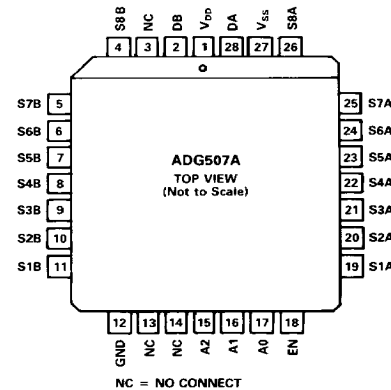 S8B NC DB VDD DA VSS S8A
4 3 2 1 28 27 26
S7B 5
S6B 6
S5B 7
S4B 8
S3B 9
S2B 10
S1B 11
ADG507A
TOP VIEW
(Not to Scale)
25 S7A
24 S6A
23 S5A
22 S4A
21 S3A
20 S2A
19 S1A
12 13 14 15 16 17 18
GND NC NC A2 A1 A0 EN
NC = NO CONNECT